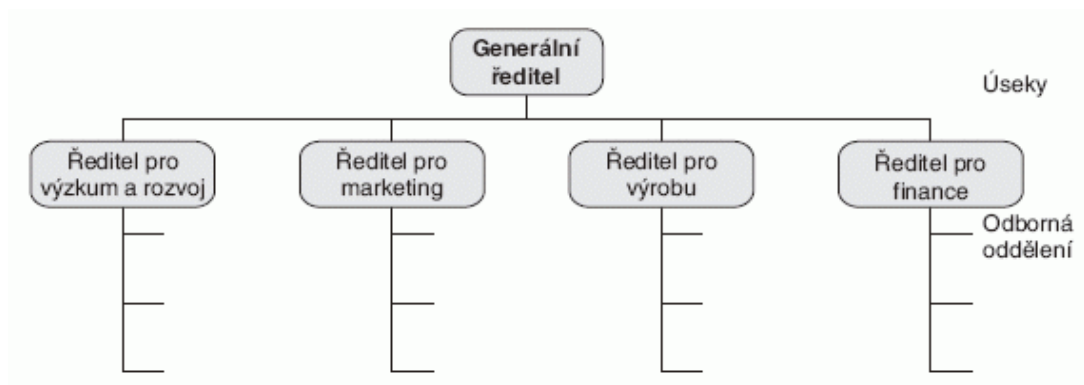 Generální
ředitel
Úseky
Ředitel pro
výzkum a rozvoj
Ředitel pro
marketing
Ředitel pro
výrobu
Ředitel pro
finance
Odborná
oddělení